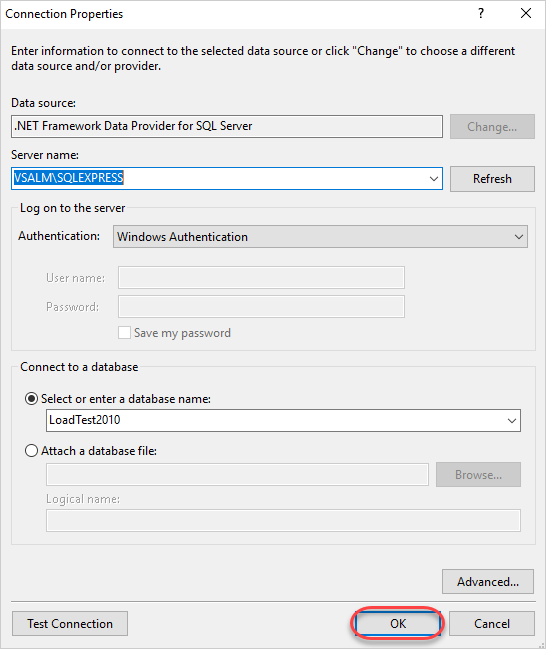 Connection Properties
?
Enter information to connect to the selected data source or click "Change" to choose a different
data source and/or provider.
Data source:
.NET Framework Data Provider for SQL Server
Change...
Server name:
VSALM\SQLEXPRESS
Refresh
Log on to the server
Authentication:
Windows Authentication
User name:
Password:
Save my password
Connect to a database
Select or enter a database name:
LoadTest2010
Attach a database file:
Browse...
Logical name:
Advanced...
Test Connection
OK
Cancel